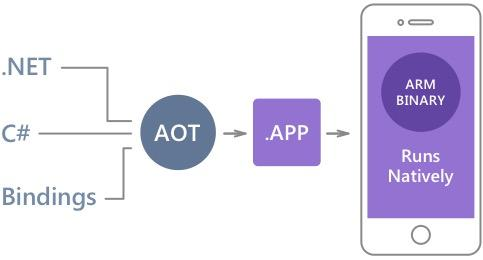 .NET
C#
Bindings
AOT
.APP
ARM
BINARY
Runs
Natively